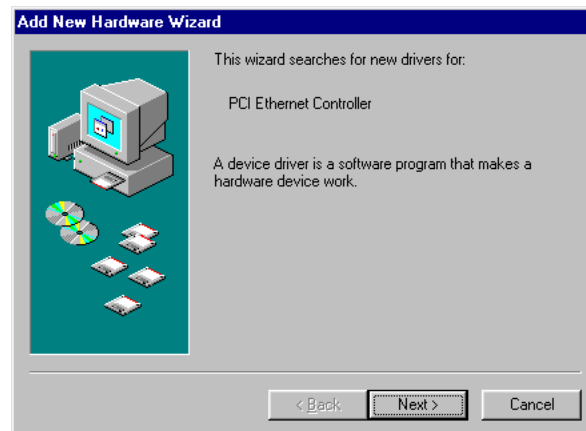 Add New Hardware Wizard
This wizard searches for new drivers for:
PCI Ethernet Controller
A device driver is a software program that makes a
hardware device work.
< Back
Next >
Cancel